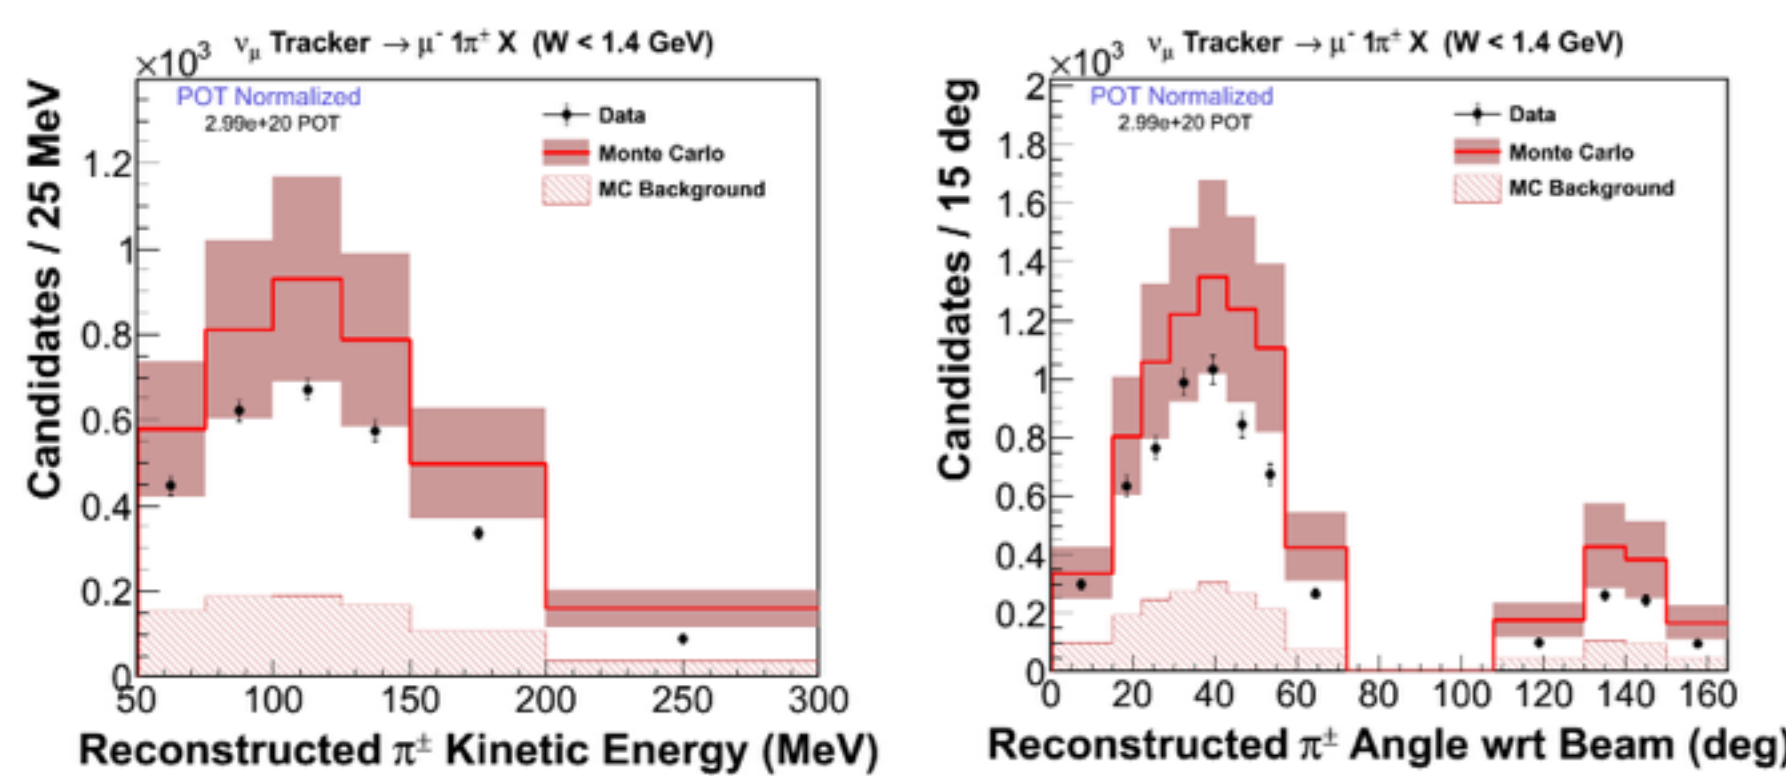 ×10³ νμ Tracker → μ⁻ 1π± X (W < 1.4 GeV)
POT Normalized
2.99e+20 POT
Data
Monte Carlo
MC Background
Candidates / 25 MeV
1.2
1
0.8
0.6
0.4
0.2
0
50 100 150 200 250 300
Reconstructed π± Kinetic Energy (MeV)
×10³ νμ Tracker → μ⁻ 1π± X (W < 1.4 GeV)
POT Normalized
2.99e+20 POT
Data
Monte Carlo
MC Background
Candidates / 15 deg
2
1.8
1.6
1.4
1.2
1
0.8
0.6
0.4
0.2
0
0 20 40 60 80 100 120 140 160
Reconstructed π± Angle wrt Beam (deg)